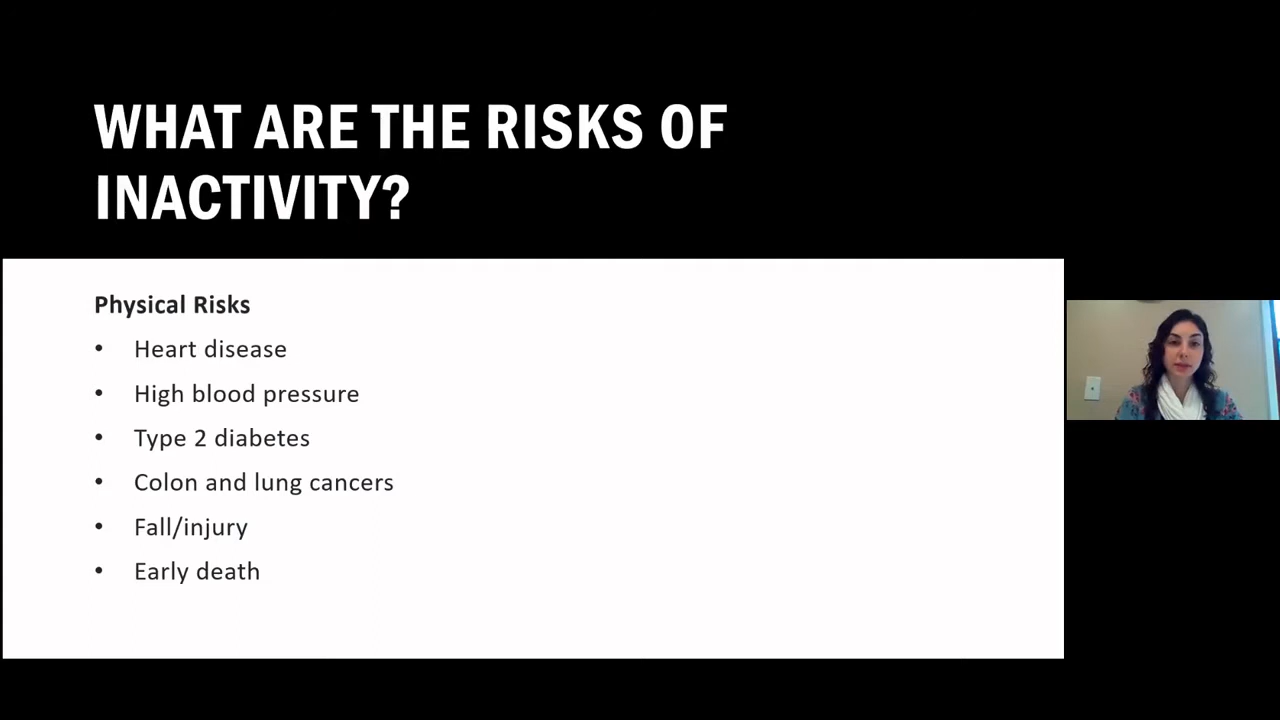 WHAT ARE THE RISKS OF
INACTIVITY?
Physical Risks
• Heart disease
• High blood pressure
• Type 2 diabetes
• Colon and lung cancers
• Fall/injury
• Early death